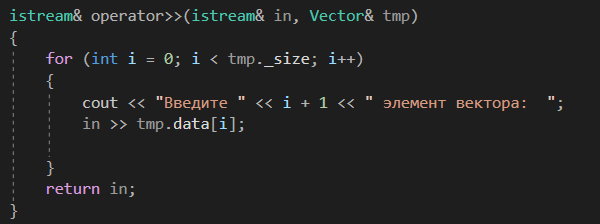 istream& operator>>(istream& in, Vector& tmp)
{
for (int i = 0; i < tmp._size; i++)
{
cout << "Введите " << i + 1 << " элемент вектора:  ";
in >> tmp.data[i];
}
return in;
}